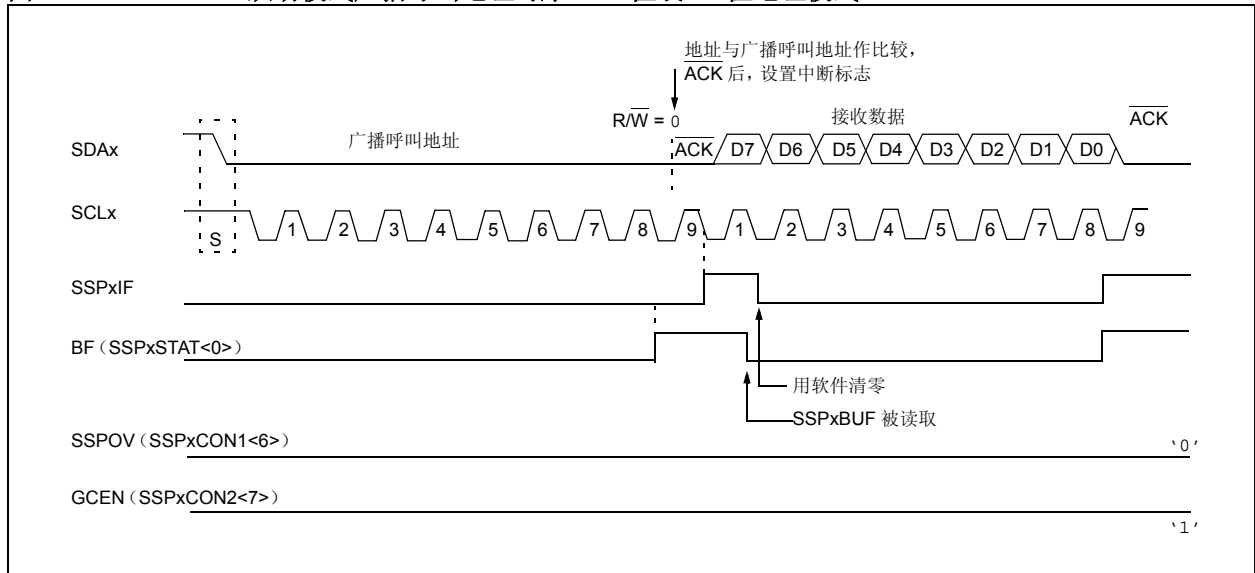 地址与广播呼叫地址作比较，
ACK 后，设置中断标志
R/W = 0
接收数据
ACK
SDAx
广播呼叫地址
ACK D7 D6 D5 D4 D3 D2 D1 D0
SCLx
S 1 2 3 4 5 6 7 8 9 1 2 3 4 5 6 7 8 9
SSPxIF
BF（SSPxSTAT<0>）
用软件清零
SSPxBUF 被读取
SSPOV（SSPxCON1<6>）
'0'
GCEN（SSPxCON2<7>）
'1'